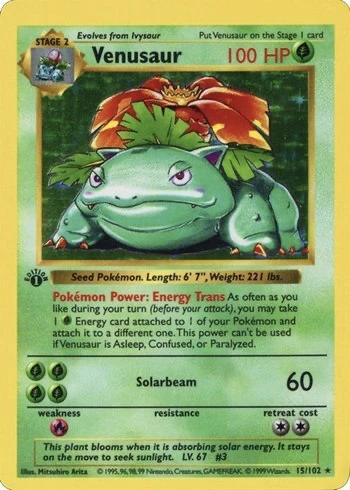 Evolves from Ivysaur Put Venusaur on the Stage 1 card
STAGE 2
Venusaur 100 HP
EDITION
1
Seed Pokémon. Length: 6' 7", Weight: 221 lbs.
Pokémon Power: Energy Trans As often as you
like during your turn (before your attack), you may take
1 Energy card attached to 1 of your Pokémon and
attach it to a different one. This power can't be used
if Venusaur is Asleep, Confused, or Paralyzed.
Solarbeam 60
weakness resistance retreat cost
This plant blooms when it is absorbing solar energy. It stays
on the move to seek sunlight. LV. 67 #3
Illus. Mitsuhiro Arita ©1995, 96, 98, 99 Nintendo, Creatures, GAMEFREAK. ©1999 Wizards. 15/102 ★